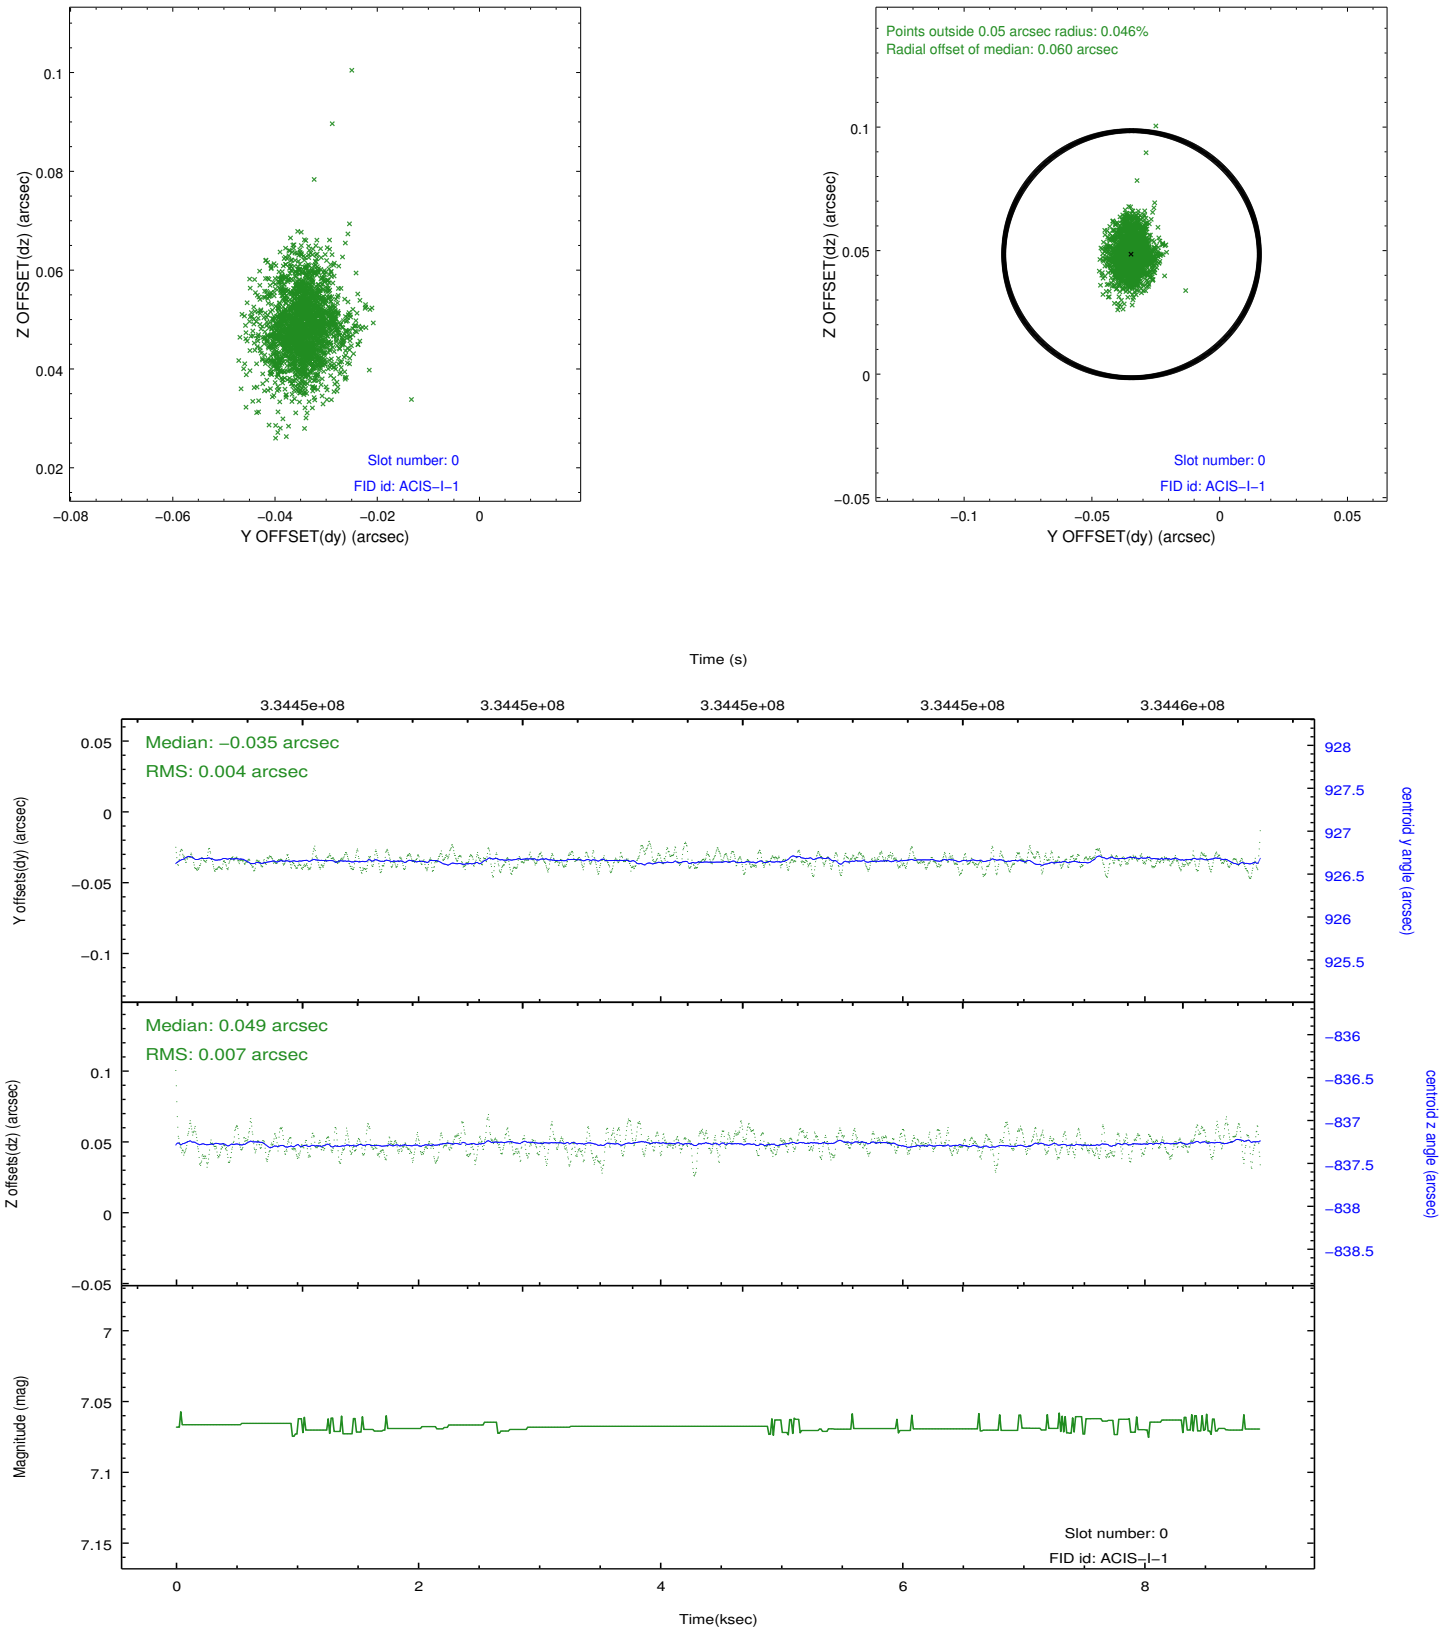 0.1
0.08
0.06
0.04
0.02
Z OFFSET(dz) (arcsec)
−0.08 −0.06 −0.04 −0.02 0
Y OFFSET(dy) (arcsec)
Slot number: 0
FID id: ACIS−I−1
Points outside 0.05 arcsec radius: 0.046%
Radial offset of median: 0.060 arcsec
0.1
0.05
0
−0.05
Z OFFSET(dz) (arcsec)
−0.1 −0.05 0 0.05
Y OFFSET(dy) (arcsec)
Slot number: 0
FID id: ACIS−I−1
Time (s)
3.3445e+08 3.3445e+08 3.3445e+08 3.3445e+08 3.3446e+08
Median: −0.035 arcsec
RMS: 0.004 arcsec
0.05
0
−0.05
−0.1
Y offsets(dy) (arcsec)
928
927.5
927
926.5
926
925.5
centroid y angle (arcsec)
Median: 0.049 arcsec
RMS: 0.007 arcsec
0.1
0.05
0
−0.05
Z offsets(dz) (arcsec)
−836
−836.5
−837
−837.5
−838
−838.5
centroid z angle (arcsec)
7
7.05
7.1
7.15
Magnitude (mag)
Slot number: 0
FID id: ACIS−I−1
0 2 4 6 8
Time(ksec)